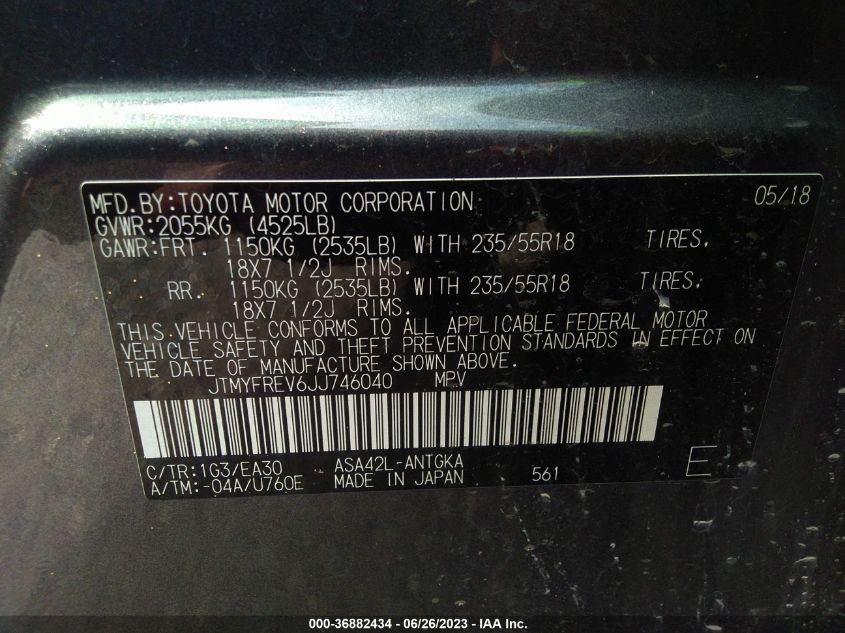 MFD.BY:TOYOTA MOTOR CORPORATION 05/18
GVWR:2055KG (4525LB)
GAWR:FRT. 1150KG (2535LB) WITH 235/55R18 TIRES,
18X7 1/2J RIMS.
RR. 1150KG (2535LB) WITH 235/55R18 TIRES,
18X7 1/2J RIMS.
THIS VEHICLE CONFORMS TO ALL APPLICABLE FEDERAL MOTOR
VEHICLE SAFETY AND THEFT PREVENTION STANDARDS IN EFFECT ON
THE DATE OF MANUFACTURE SHOWN ABOVE.
JTMYFREV6JJ746040 MPV
C/TR:1G3/EA30 ASA42L-ANTGKA
A/TM:-04A/U760E MADE IN JAPAN 561 E
000-36882434 - 06/26/2023 - IAA Inc.